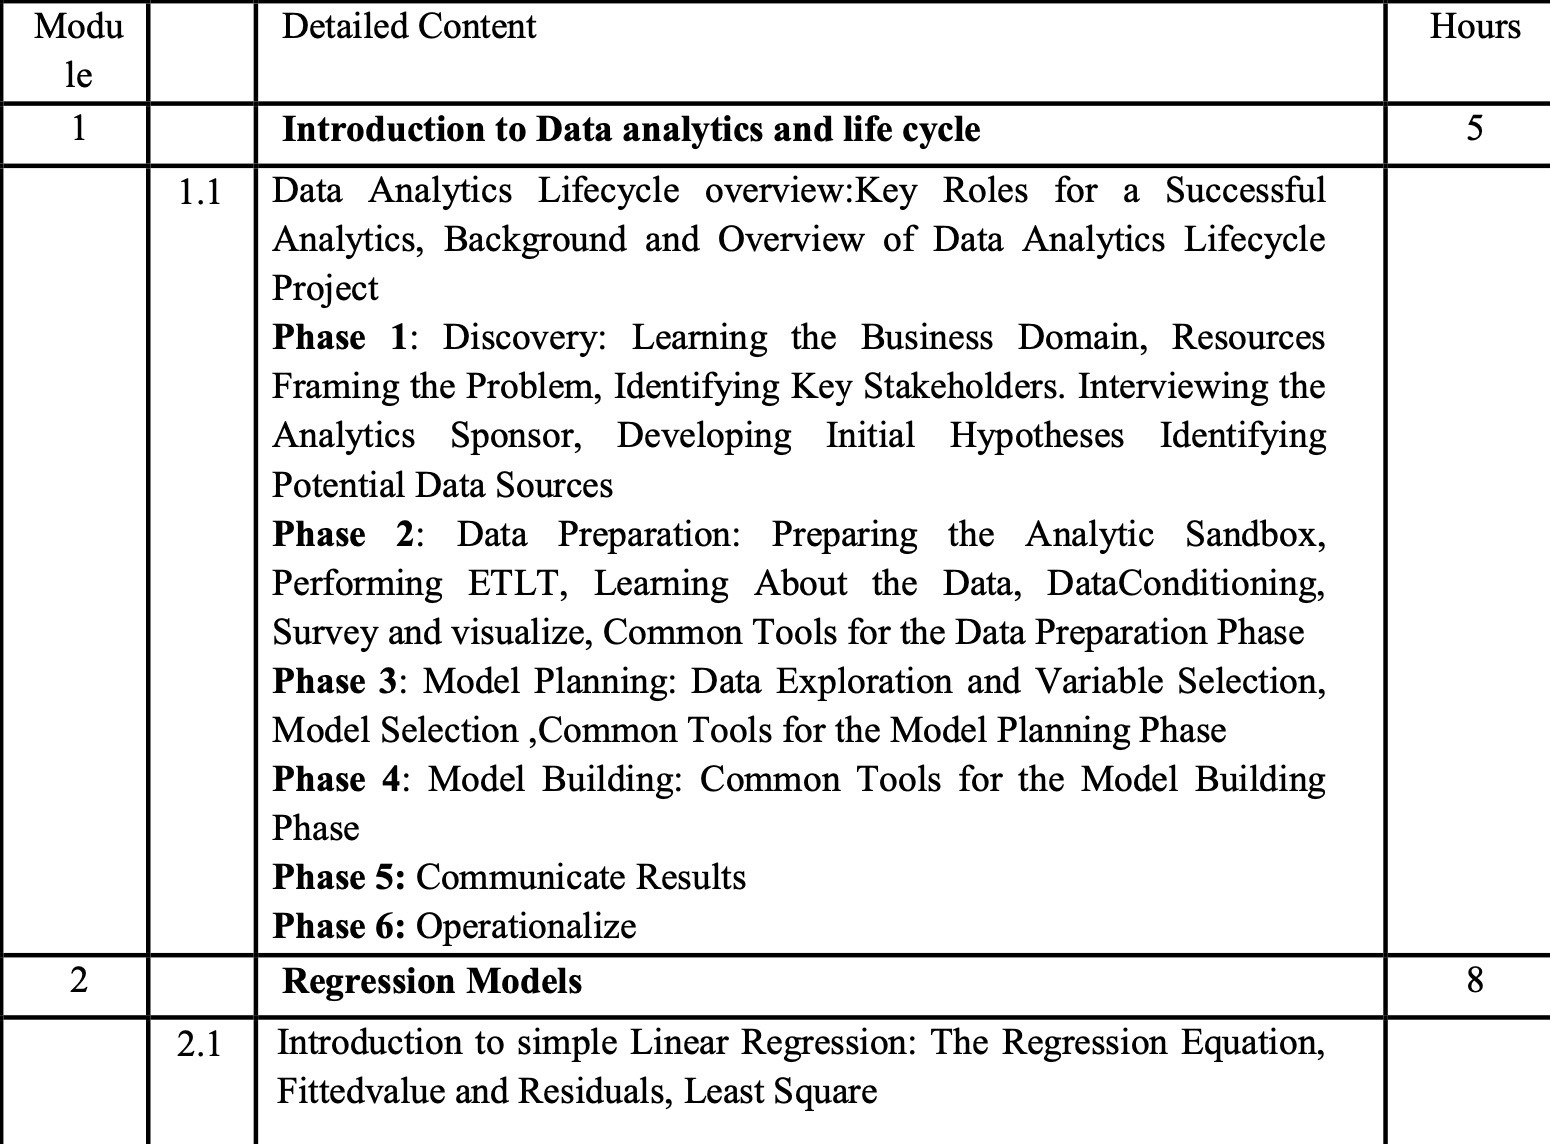 Modu
le
Detailed Content
Hours
1
Introduction to Data analytics and life cycle
5
1.1
Data Analytics Lifecycle overview:Key Roles for a Successful
Analytics, Background and Overview of Data Analytics Lifecycle
Project
Phase 1: Discovery: Learning the Business Domain, Resources
Framing the Problem, Identifying Key Stakeholders. Interviewing the
Analytics Sponsor, Developing Initial Hypotheses Identifying
Potential Data Sources
Phase 2: Data Preparation: Preparing the Analytic Sandbox,
Performing ETLT, Learning About the Data, DataConditioning,
Survey and visualize, Common Tools for the Data Preparation Phase
Phase 3: Model Planning: Data Exploration and Variable Selection,
Model Selection ,Common Tools for the Model Planning Phase
Phase 4: Model Building: Common Tools for the Model Building
Phase
Phase 5: Communicate Results
Phase 6: Operationalize
2
Regression Models
8
2.1
Introduction to simple Linear Regression: The Regression Equation,
Fittedvalue and Residuals, Least Square